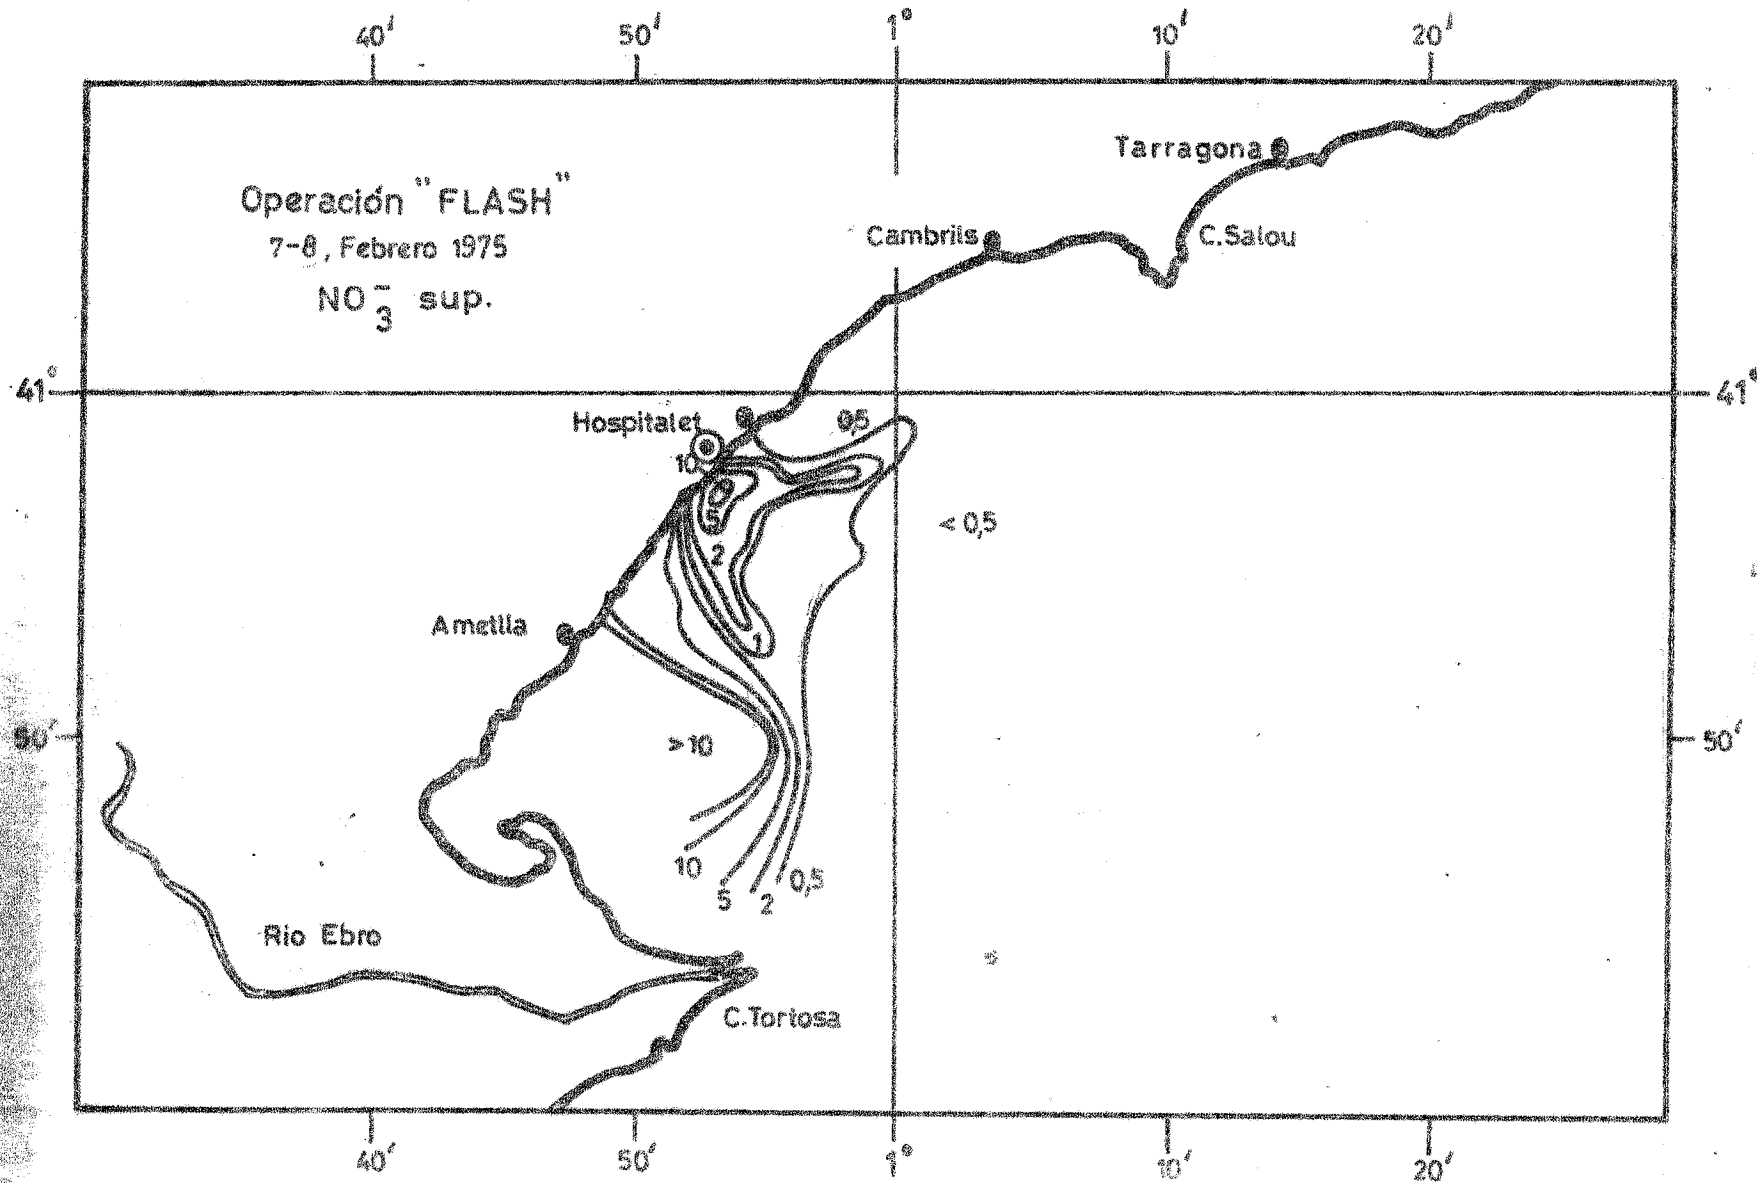 40′ 50′ 1° 10′ 20′
Tarragona
Operación "FLASH"
7-8, Febrero 1975
NO₃⁻ sup.
Cambrils
C. Salou
41° 41°
Hospitalet
0,5
10
5
< 0,5
2
Ametlla
1
50′ >10 50′
10
5
2
0,5
Rio Ebro
C. Tortosa
40′ 50′ 1° 10′ 20′